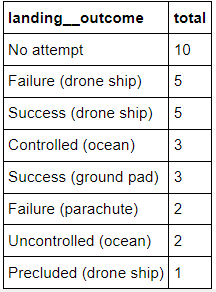 landing__outcome total
No attempt 10
Failure (drone ship) 5
Success (drone ship) 5
Controlled (ocean) 3
Success (ground pad) 3
Failure (parachute) 2
Uncontrolled (ocean) 2
Precluded (drone ship) 1